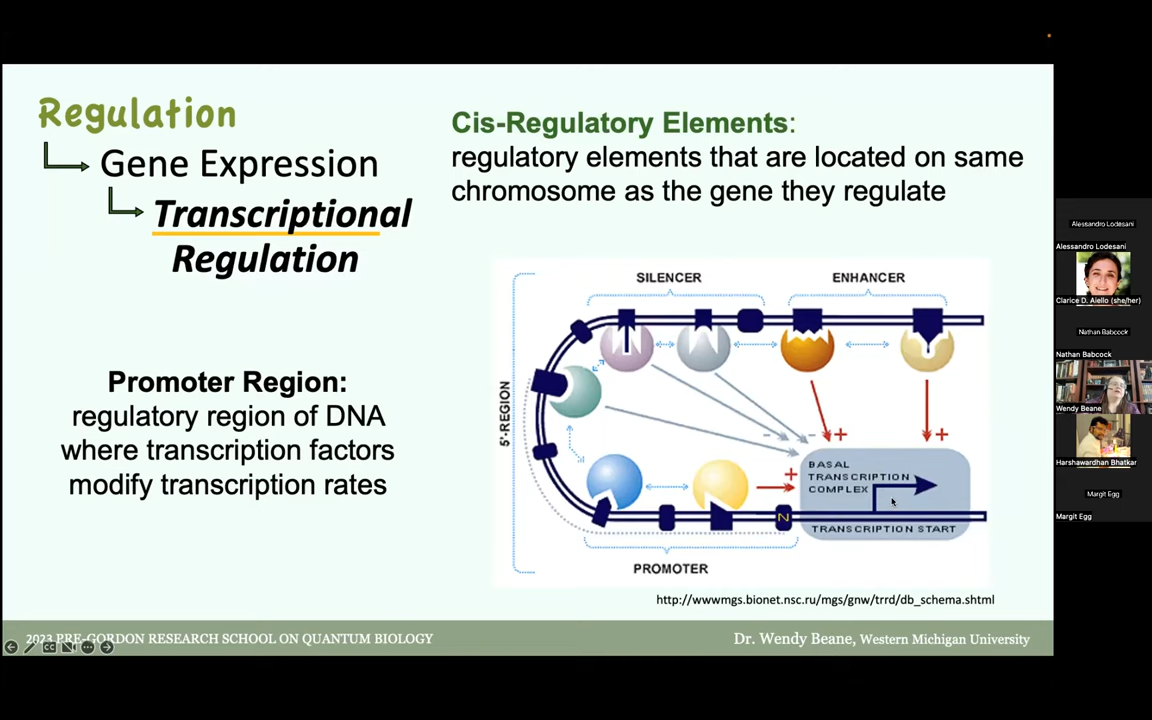 Regulation
Gene Expression
Transcriptional
Regulation
Promoter Region:
regulatory region of DNA
where transcription factors
modify transcription rates
Cis-Regulatory Elements:
regulatory elements that are located on same
chromosome as the gene they regulate
SILENCER
ENHANCER
5'-REGION
- -
+ +
+
BASAL
TRANSCRIPTION
COMPLEX
N
TRANSCRIPTION START
PROMOTER
http://wwwmgs.bionet.nsc.ru/mgs/gnw/trrd/db_schema.shtml
2023 PRE-GORDON RESEARCH SCHOOL ON QUANTUM BIOLOGY
Dr. Wendy Beane, Western Michigan University
Alessandro Lodesani
Alessandro Lodesani
Clarice D. Aiello (she/her)
Nathan Babcock
Nathan Babcock
Wendy Beane
Harshawardhan Bhatkar
Margit Egg
Margit Egg